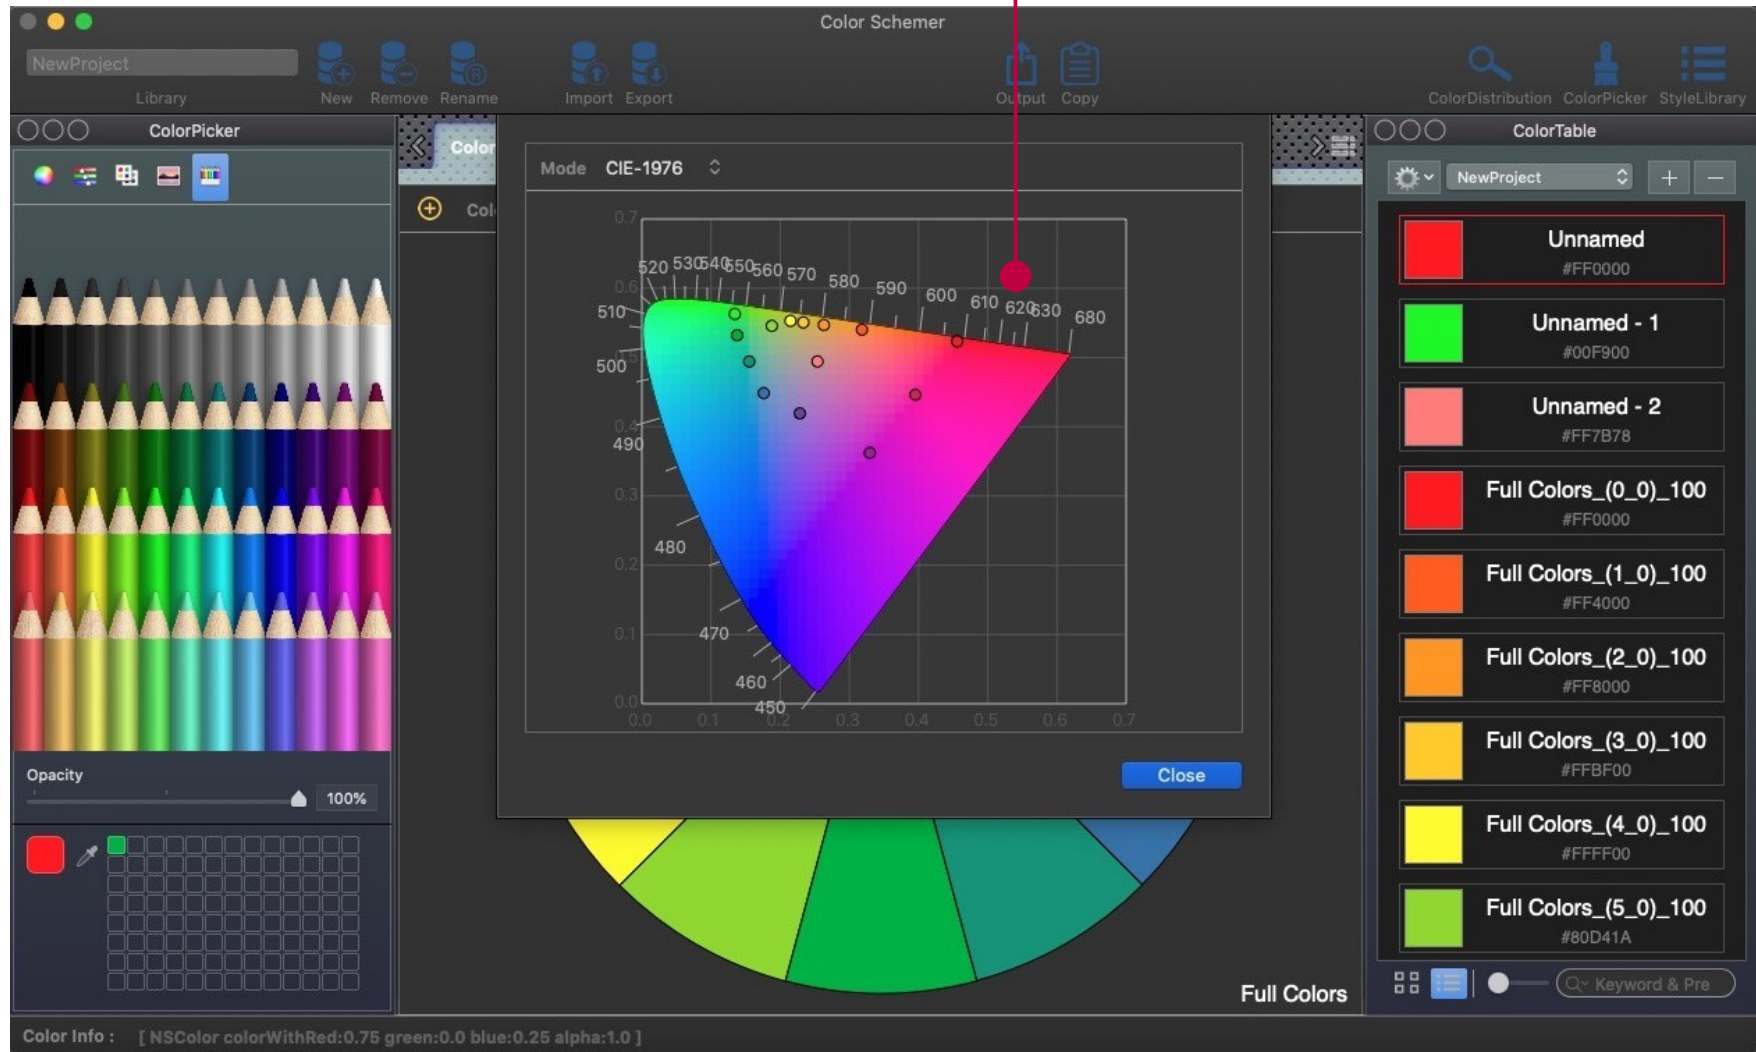 Color Schemer
NewProject
Library
New
Remove
Rename
Import
Export
Output
Copy
ColorDistribution
ColorPicker
StyleLibrary
ColorPicker
Opacity
100%
Color
Col
Mode CIE-1976
0.7
0.6
0.5
0.4
0.3
0.2
0.1
0.0
0.0 0.1 0.2 0.3 0.4 0.5 0.6 0.7
520 530 540 550 560 570 580 590 600 610 620 630 680
510
500
490
480
470
460
450
Close
Full Colors
ColorTable
NewProject
Unnamed
#FF0000
Unnamed - 1
#00F900
Unnamed - 2
#FF7B78
Full Colors_(0_0)_100
#FF0000
Full Colors_(1_0)_100
#FF4000
Full Colors_(2_0)_100
#FF8000
Full Colors_(3_0)_100
#FFBF00
Full Colors_(4_0)_100
#FFFF00
Full Colors_(5_0)_100
#80D41A
Keyword & Pre
Color Info : [ NSColor colorWithRed:0.75 green:0.0 blue:0.25 alpha:1.0 ]